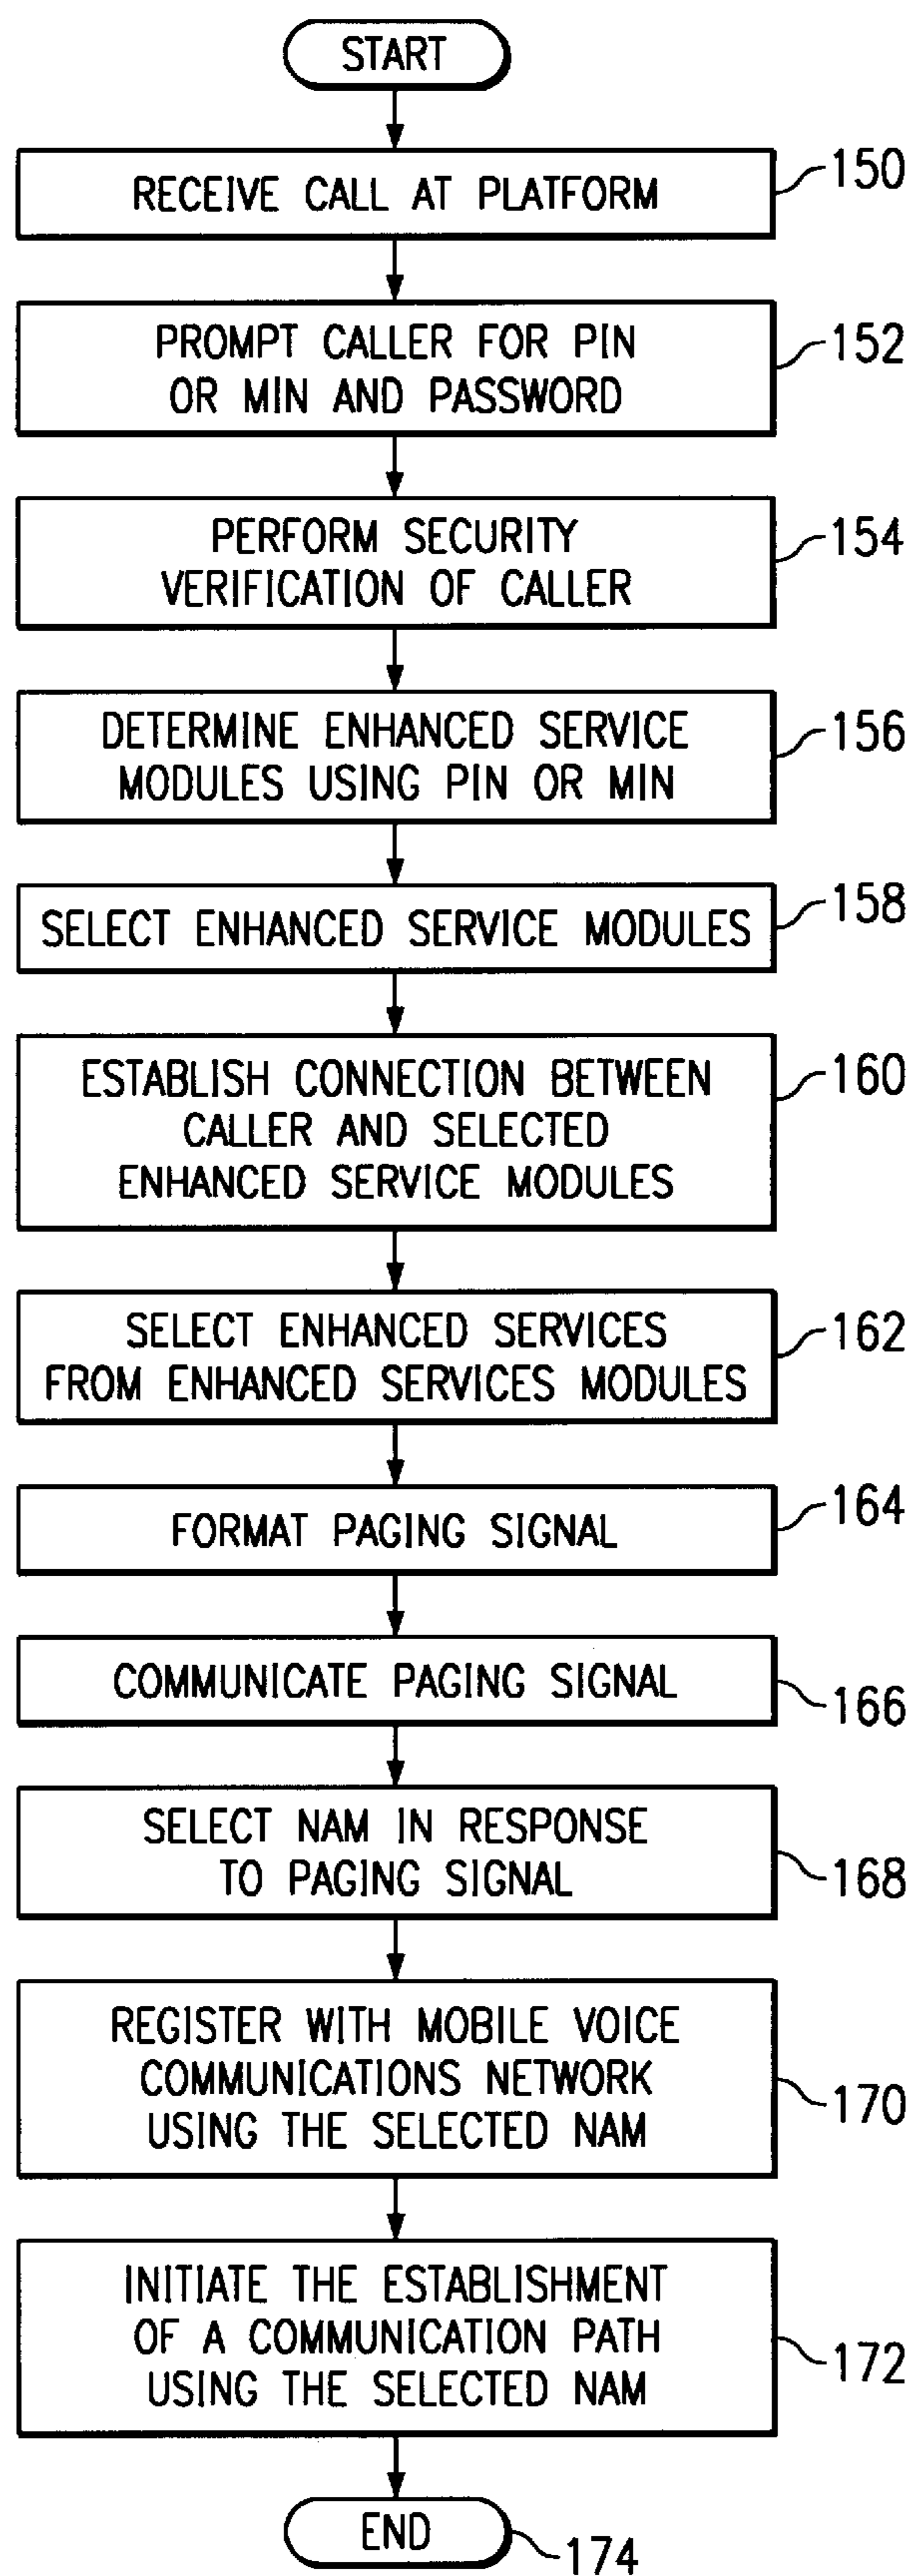 START
RECEIVE CALL AT PLATFORM
150
PROMPT CALLER FOR PIN
OR MIN AND PASSWORD
152
PERFORM SECURITY
VERIFICATION OF CALLER
154
DETERMINE ENHANCED SERVICE
MODULES USING PIN OR MIN
156
SELECT ENHANCED SERVICE MODULES
158
ESTABLISH CONNECTION BETWEEN
CALLER AND SELECTED
ENHANCED SERVICE MODULES
160
SELECT ENHANCED SERVICES
FROM ENHANCED SERVICES MODULES
162
FORMAT PAGING SIGNAL
164
COMMUNICATE PAGING SIGNAL
166
SELECT NAM IN RESPONSE
TO PAGING SIGNAL
168
REGISTER WITH MOBILE VOICE
COMMUNICATIONS NETWORK
USING THE SELECTED NAM
170
INITIATE THE ESTABLISHMENT
OF A COMMUNICATION PATH
USING THE SELECTED NAM
172
END
174